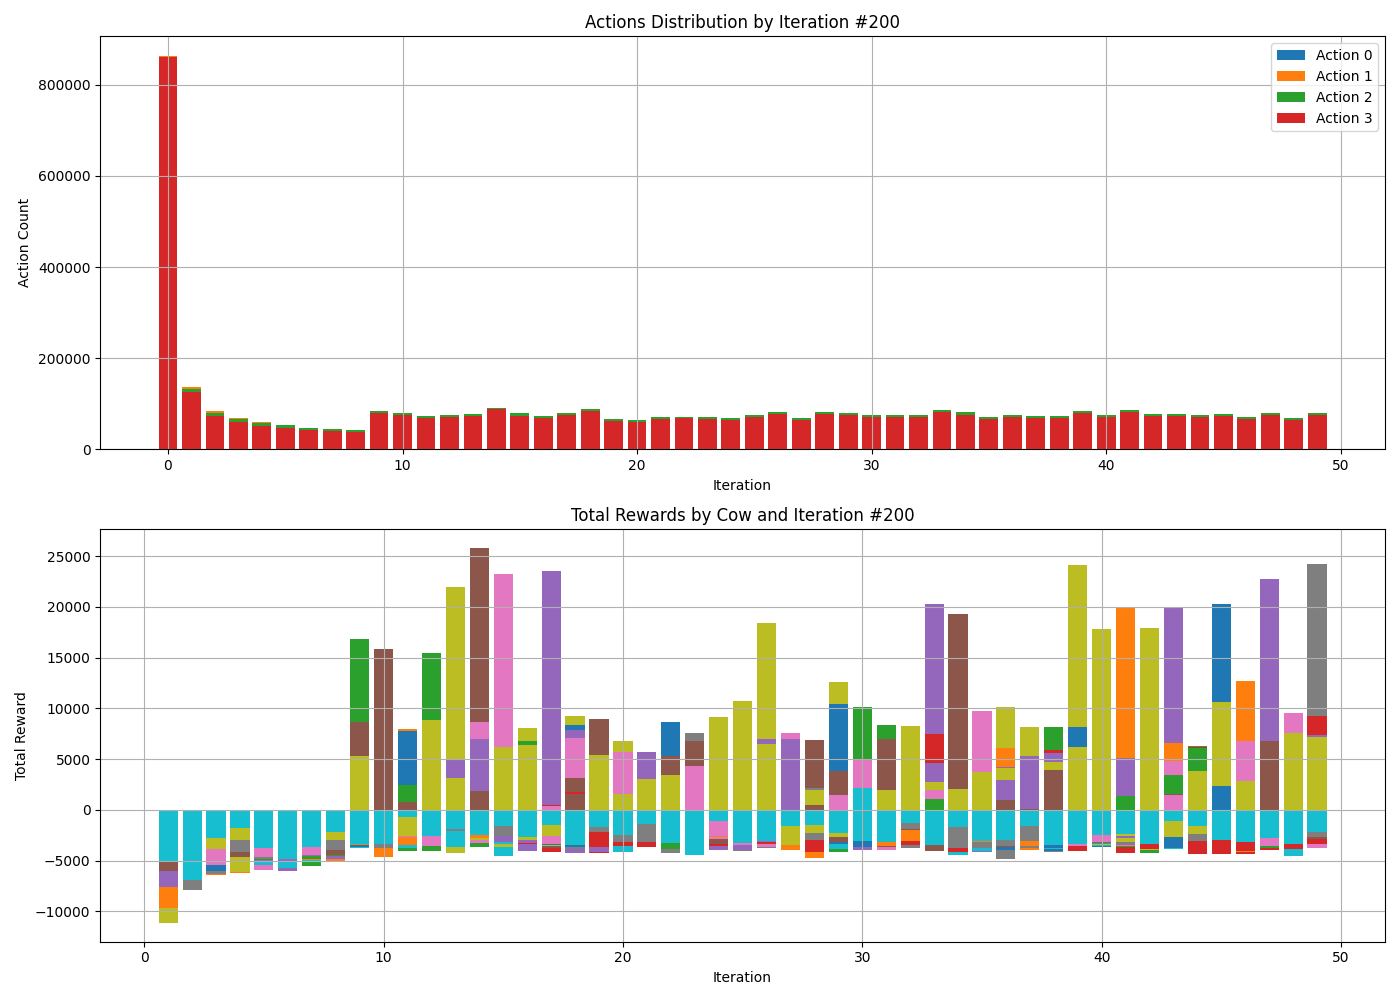 Actions Distribution by Iteration #200
Action Count
800000
600000
400000
200000
0
Action 0
Action 1
Action 2
Action 3
0 10 20 30 40 50
Iteration
Total Rewards by Cow and Iteration #200
Total Reward
25000
20000
15000
10000
5000
0
−5000
−10000
0 10 20 30 40 50
Iteration